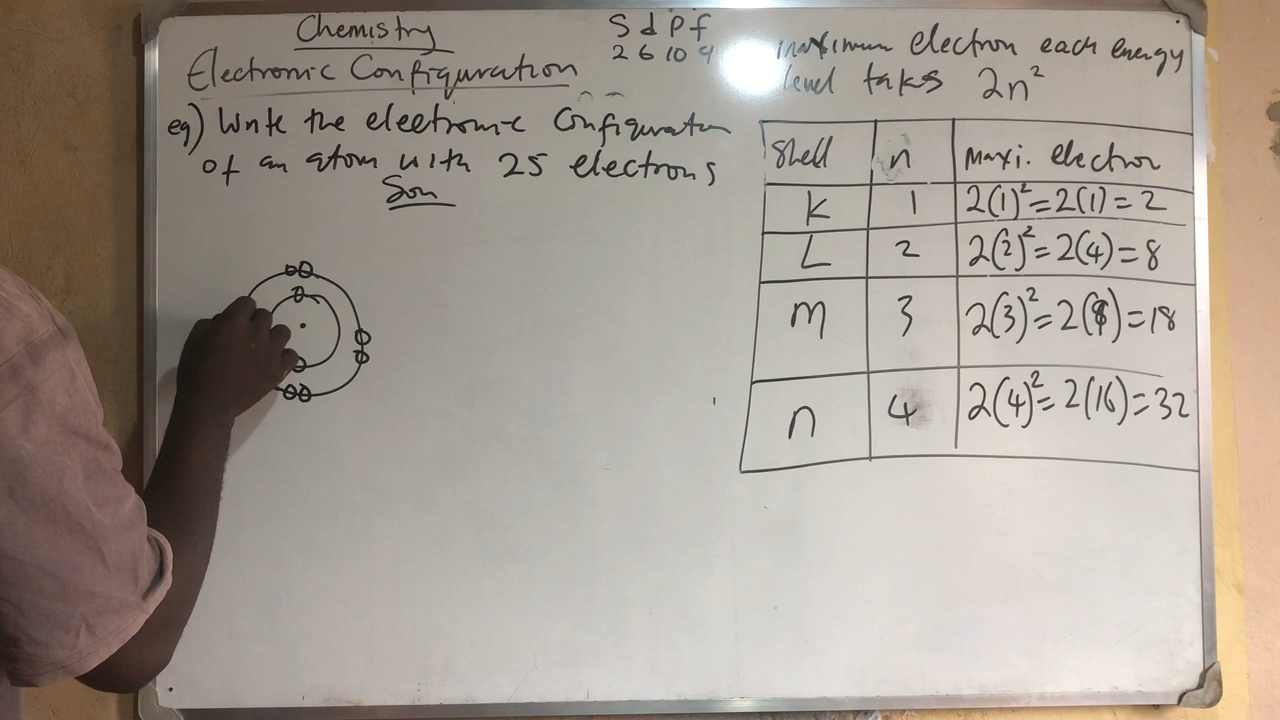 Chemistry
Electronic Configuration
eg) Write the electronic Configuration
of an atom with 25 electrons
Son
S d P f
2 6 10 9
maximum electron each energy
level takes 2n²
Shell n Maxi. electron
K 1 2(1)²=2(1)=2
L 2 2(2)²=2(4)=8
m 3 2(3)²=2(9)=18
n 4 2(4)²=2(16)=32